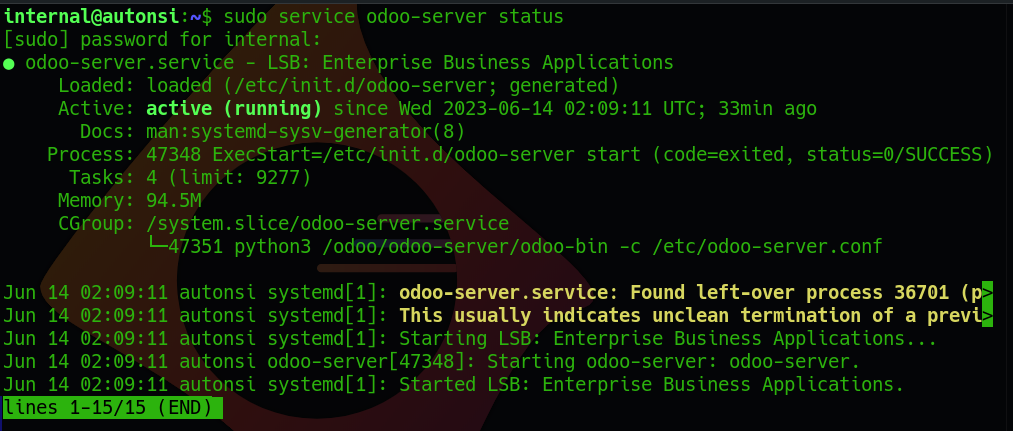 internal@autonsi:~$ sudo service odoo-server status
[sudo] password for internal:
● odoo-server.service - LSB: Enterprise Business Applications
Loaded: loaded (/etc/init.d/odoo-server; generated)
Active: active (running) since Wed 2023-06-14 02:09:11 UTC; 33min ago
Docs: man:systemd-sysv-generator(8)
Process: 47348 ExecStart=/etc/init.d/odoo-server start (code=exited, status=0/SUCCESS)
Tasks: 4 (limit: 9277)
Memory: 94.5M
CGroup: /system.slice/odoo-server.service
└─47351 python3 /odoo-server/odoo-bin -c /etc/odoo-server.conf
Jun 14 02:09:11 autonsi systemd[1]: odoo-server.service: Found left-over process 36701 (p>
Jun 14 02:09:11 autonsi systemd[1]: This usually indicates unclean termination of a previ>
Jun 14 02:09:11 autonsi systemd[1]: Starting LSB: Enterprise Business Applications...
Jun 14 02:09:11 autonsi odoo-server[47348]: Starting odoo-server: odoo-server.
Jun 14 02:09:11 autonsi systemd[1]: Started LSB: Enterprise Business Applications.
lines 1-15/15 (END)